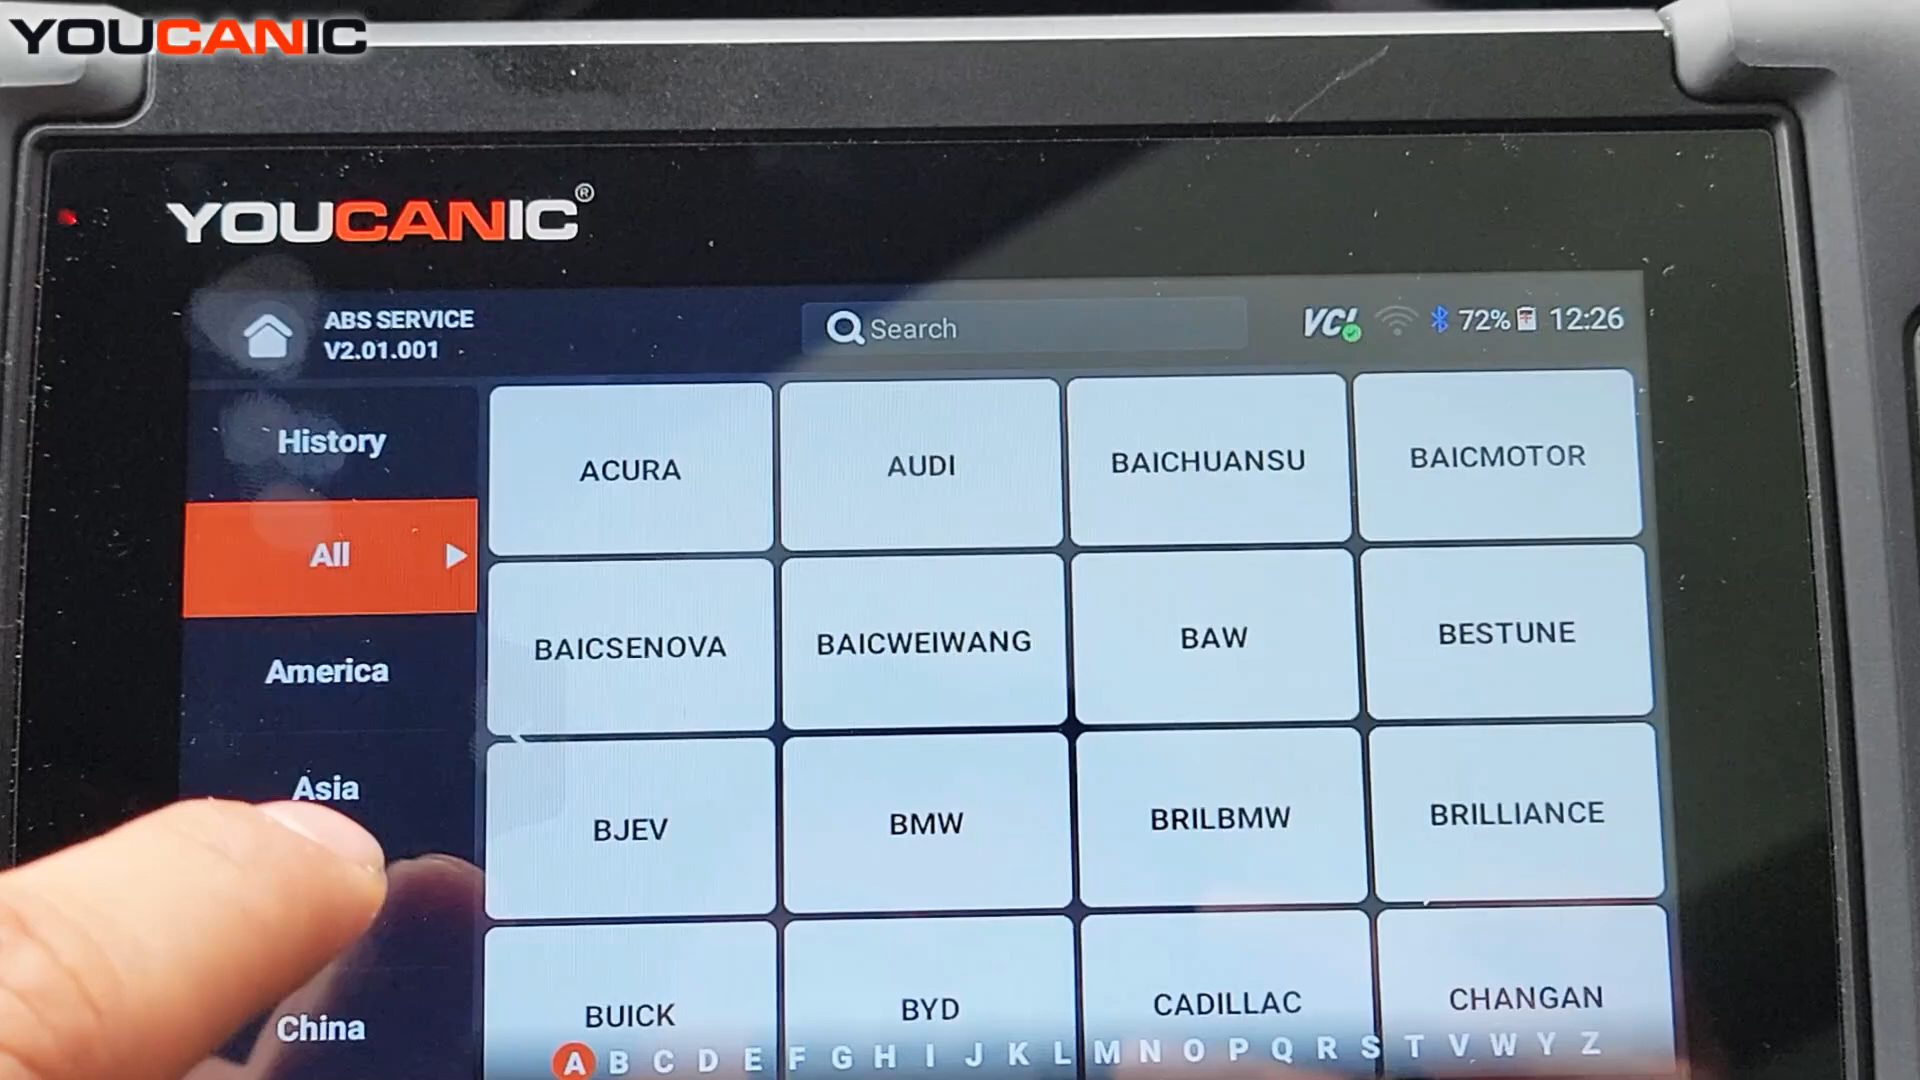 YOUCANIC
YOUCANIC®
ABS SERVICE
V2.01.001
Search
VCI
72%
12:26
History
All
America
Asia
China
ACURA
AUDI
BAICHUANSU
BAICMOTOR
BAICSENOVA
BAICWEIWANG
BAW
BESTUNE
BJEV
BMW
BRILBMW
BRILLIANCE
BUICK
BYD
CADILLAC
CHANGAN
A B C D E F G H I J K L M N O P Q R S T V W Y Z